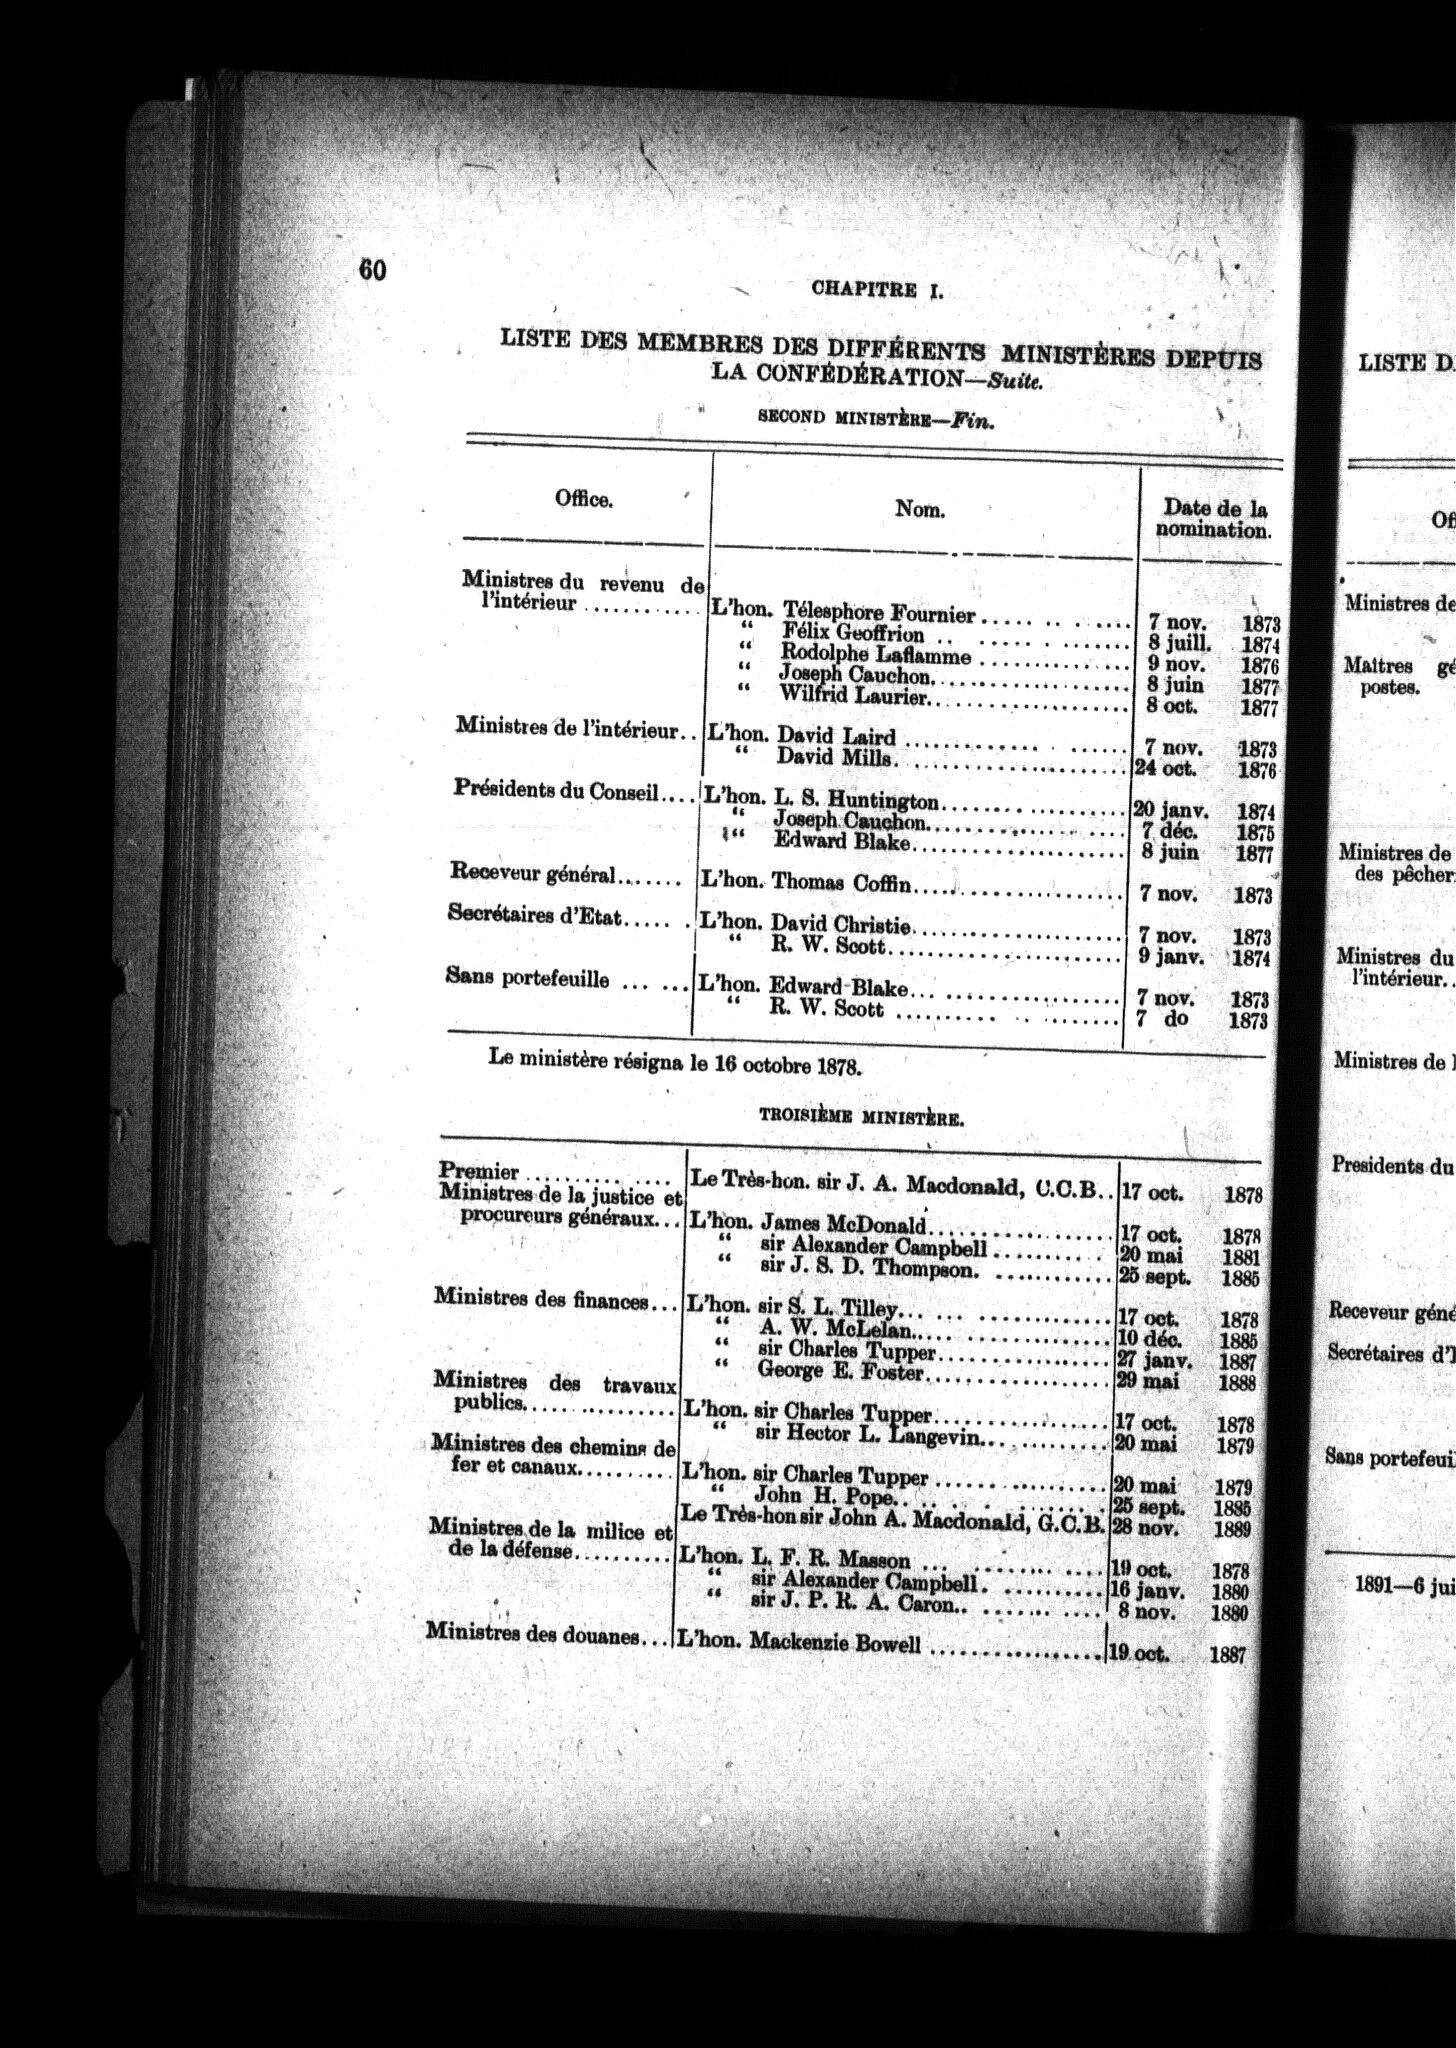 60
CHAPITRE I.
LISTE DES MEMBRES DES DIFFÉRENTS MINISTÈRES DEPUIS
LA CONFÉDÉRATION—Suite.
SECOND MINISTÈRE—Fin.
Office. Nom. Date de la
nomination.
Ministres du revenu de
l'intérieur .......... L'hon. Télesphore Fournier ............ 7 nov. 1873
“ Félix Geoffrion ............ 8 juill. 1874
“ Rodolphe Laflamme ............ 9 nov. 1876
“ Joseph Cauchon ............ 8 juin 1877
“ Wilfrid Laurier ............ 8 oct. 1877
Ministres de l'intérieur.. L'hon. David Laird ............ 7 nov. 1873
“ David Mills ............ 24 oct. 1876
Présidents du Conseil.... L'hon. L. S. Huntington ............ 20 janv. 1874
“ Joseph Cauchon ............ 7 déc. 1875
“ Edward Blake ............ 8 juin 1877
Receveur général....... L'hon. Thomas Coffin ............ 7 nov. 1873
Secrétaires d'Etat...... L'hon. David Christie ............ 7 nov. 1873
“ R. W. Scott ............ 9 janv. 1874
Sans portefeuille ...... L'hon. Edward Blake ............ 7 nov. 1873
“ R. W. Scott ............ 7 do 1873
Le ministère résigna le 16 octobre 1878.
TROISIÈME MINISTÈRE.
Premier ............ Le Très-hon. sir J. A. Macdonald, C.C.B.. 17 oct. 1878
Ministres de la justice et
procureurs généraux... L'hon. James McDonald ............ 17 oct. 1878
“ sir Alexander Campbell ............ 20 mai 1881
“ sir J. S. D. Thompson. ............ 25 sept. 1885
Ministres des finances... L'hon. sir S. L. Tilley ............ 17 oct. 1878
“ A. W. McLelan ............ 10 déc. 1885
“ sir Charles Tupper ............ 27 janv. 1887
“ George E. Foster ............ 29 mai 1888
Ministres des travaux
publics ............ L'hon. sir Charles Tupper ............ 17 oct. 1878
“ sir Hector L. Langevin ............ 20 mai 1879
Ministres des chemins de
fer et canaux.......... L'hon. sir Charles Tupper ............ 20 mai 1879
“ John H. Pope ............ 25 sept. 1885
Le Très-hon sir John A. Macdonald, G.C.B. 28 nov. 1889
Ministres de la milice et
de la défense.......... L'hon. L. F. R. Masson ............ 19 oct. 1878
“ sir Alexander Campbell ............ 16 janv. 1880
“ sir J. P. R. A. Caron ............ 8 nov. 1880
Ministres des douanes... L'hon. Mackenzie Bowell ............ 19 oct. 1887
LISTE D
Of
Ministres de
Maîtres gé
postes.
Ministres de
des pêcher
Ministres du
l'intérieur..
Ministres de
Presidents du
Receveur géné
Secrétaires d'
Sans portefeui
1891—6 jui